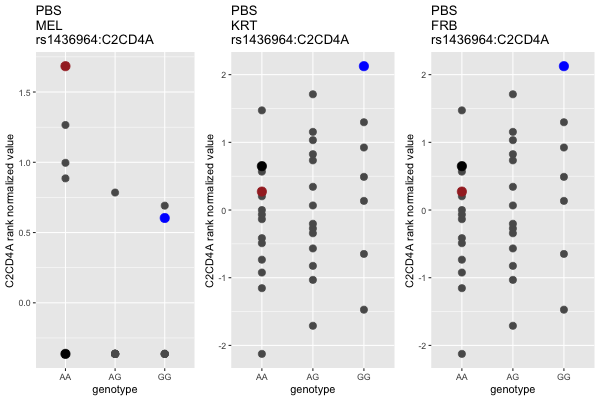 PBS
MEL
rs1436964:C2CD4A
C2CD4A rank normalized value
1.5
1.0
0.5
0.0
AA AG GG
genotype
PBS
KRT
rs1436964:C2CD4A
C2CD4A rank normalized value
2
1
0
-1
-2
AA AG GG
genotype
PBS
FRB
rs1436964:C2CD4A
C2CD4A rank normalized value
2
1
0
-1
-2
AA AG GG
genotype